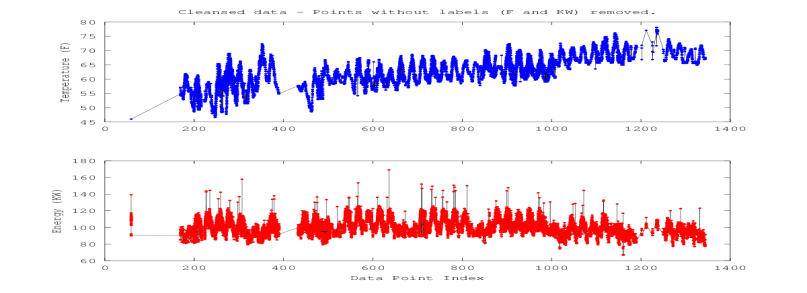 Cleansed data - Points without labels (F and KW) removed.
Temperature (F)
80
75
70
65
60
55
50
45
0 200 400 600 800 1000 1200 1400
Energy (KW)
180
160
140
120
100
80
60
0 200 400 600 800 1000 1200 1400
Data Point Index